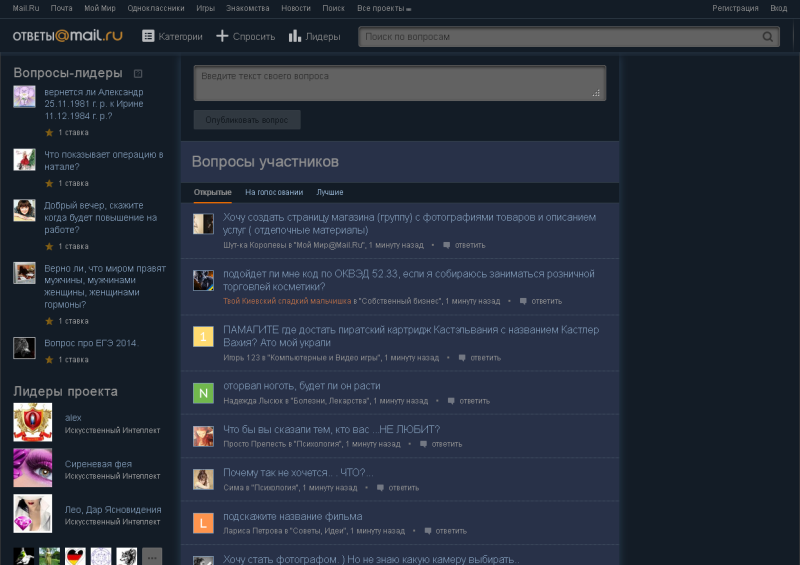 Mail.Ru Почта Мой Мир Одноклассники Игры Знакомства Новости Поиск Все проекты Регистрация Вход
ОТВЕТЫ@mail.ru Категории Спросить Лидеры Поиск по вопросам
Вопросы-лидеры
вернется ли Александр
25.11.1981 г. р. к Ирине
11.12.1984 г. р.?
1 ставка
Что показывает операцию в
натале?
1 ставка
Добрый вечер, скажите
когда будет повышение на
работе?
1 ставка
Верно ли, что миром правят
мужчины, мужчинами
женщины, женщинами
гормоны?
1 ставка
Вопрос про ЕГЭ 2014.
1 ставка
Лидеры проекта
alex
Искусственный Интеллект
Сиреневая фея
Искусственный Интеллект
Лео, Дар Ясновидения
Искусственный Интеллект
Введите текст своего вопроса
Опубликовать вопрос
Вопросы участников
Открытые На голосовании Лучшие
Хочу создать страницу магазина (группу) с фотографиями товаров и описанием
услуг ( отделочные материалы)
Шут-ка Королевы в "Мой Мир@Mail.Ru", 1 минуту назад • ответить
подойдет ли мне код по ОКВЭД 52.33, если я собираюсь заниматься розничной
торговлей косметики?
Твой Киевский сладкий мальчишка в "Собственный бизнес", 1 минуту назад • ответить
1
ПАМАГИТЕ где достать пиратский картридж Кастэльвания с названием Кастлер
Вахия? Ато мой украли
Игорь 123 в "Компьютерные и Видео игры", 1 минуту назад • ответить
N
оторвал ноготь, будет ли он расти
Надежда Лысюк в "Болезни, Лекарства", 1 минуту назад • ответить
Что бы вы сказали тем, кто вас ...НЕ ЛЮБИТ?
Просто Прелесть в "Психология", 1 минуту назад • ответить
Почему так не хочется.... ЧТО?...
Сима в "Психология", 1 минуту назад • ответить
L
подскажите название фильма
Лариса Петрова в "Советы, Идеи", 1 минуту назад • ответить
Хочу стать фотографом. ) Но не знаю какую камеру выбирать..